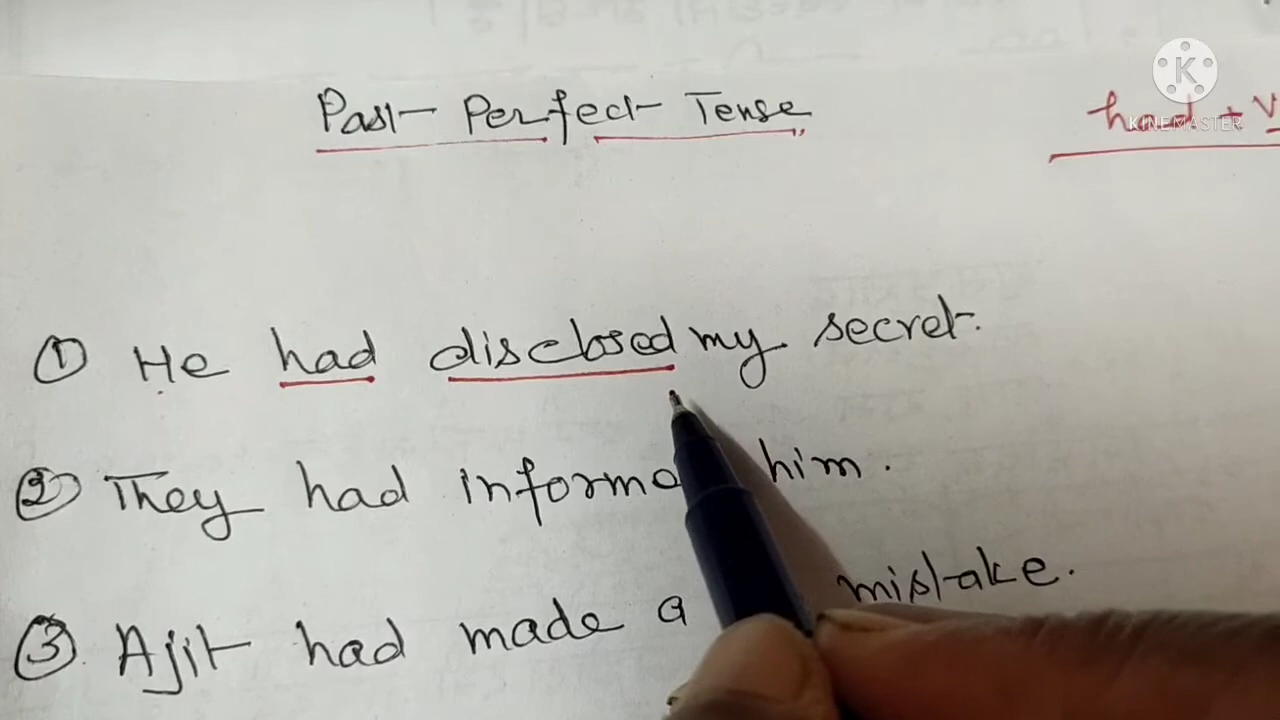 Past Perfect Tense
had + V
KINEMASTER
① He had disclosed my secret.
② They had him.
③ Ajit had made a mistake.